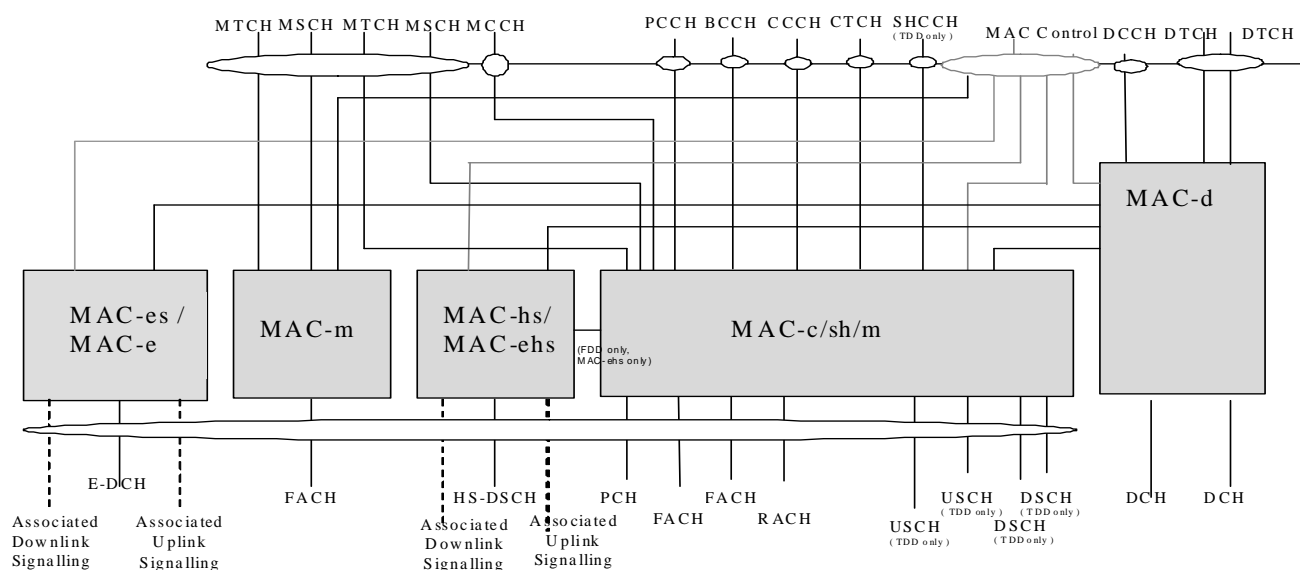 MTCH MSCH MTCH MSCH MCCH PCCH BCCH CCCH CTCH SHCCH MAC Control DCCH DTCH DTCH
(TDD only)
MAC-d
MAC-es /
MAC-e
MAC-m
MAC-hs/
MAC-ehs
(FDD only,
MAC-ehs only)
MAC-c/sh/m
E-DCH
FACH
HS-DSCH
PCH
FACH
FACH
RACH
USCH
(TDD only)
USCH
(TDD only)
DSCH
(TDD only)
DSCH
(TDD only)
DCH
DCH
Associated
Downlink
Signalling
Associated
Uplink
Signalling
Associated
Downlink
Signalling
Associated
Uplink
Signalling